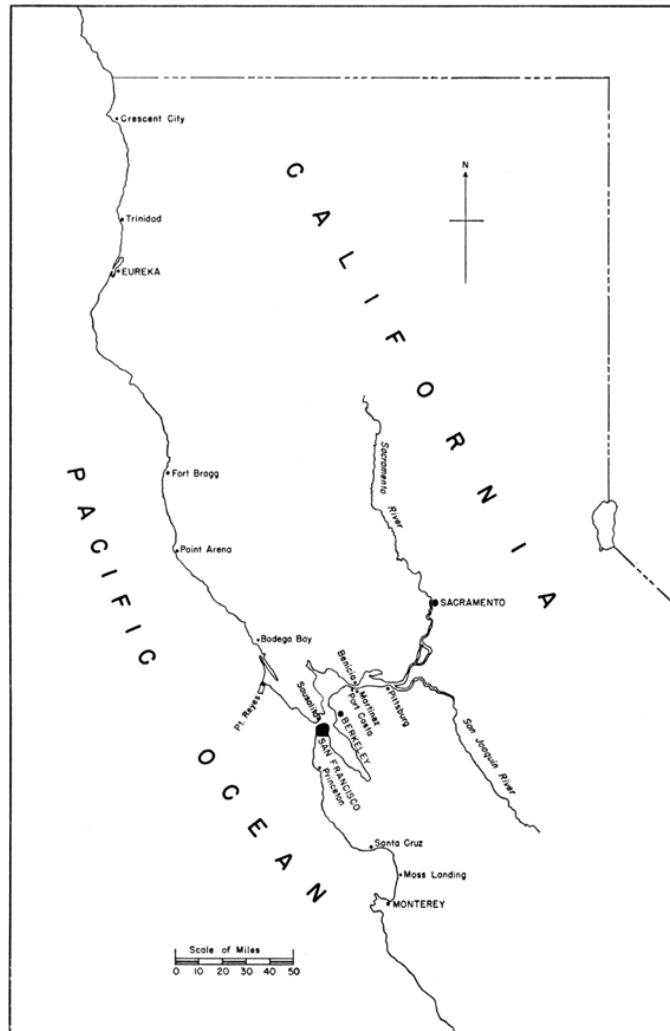 Crescent City
N
CALIFORNIA
Trinidad
EUREKA
Sacramento River
PACIFIC OCEAN
Fort Bragg
Point Arena
SACRAMENTO
Bodega Bay
Benicia
Martinez
Port Costa
Pittsburg
Sausalito
Pt. Reyes
BERKELEY
San Joaquin River
SAN FRANCISCO
Princeton
Santa Cruz
Moss Landing
MONTEREY
Scale of Miles
0 10 20 30 40 50